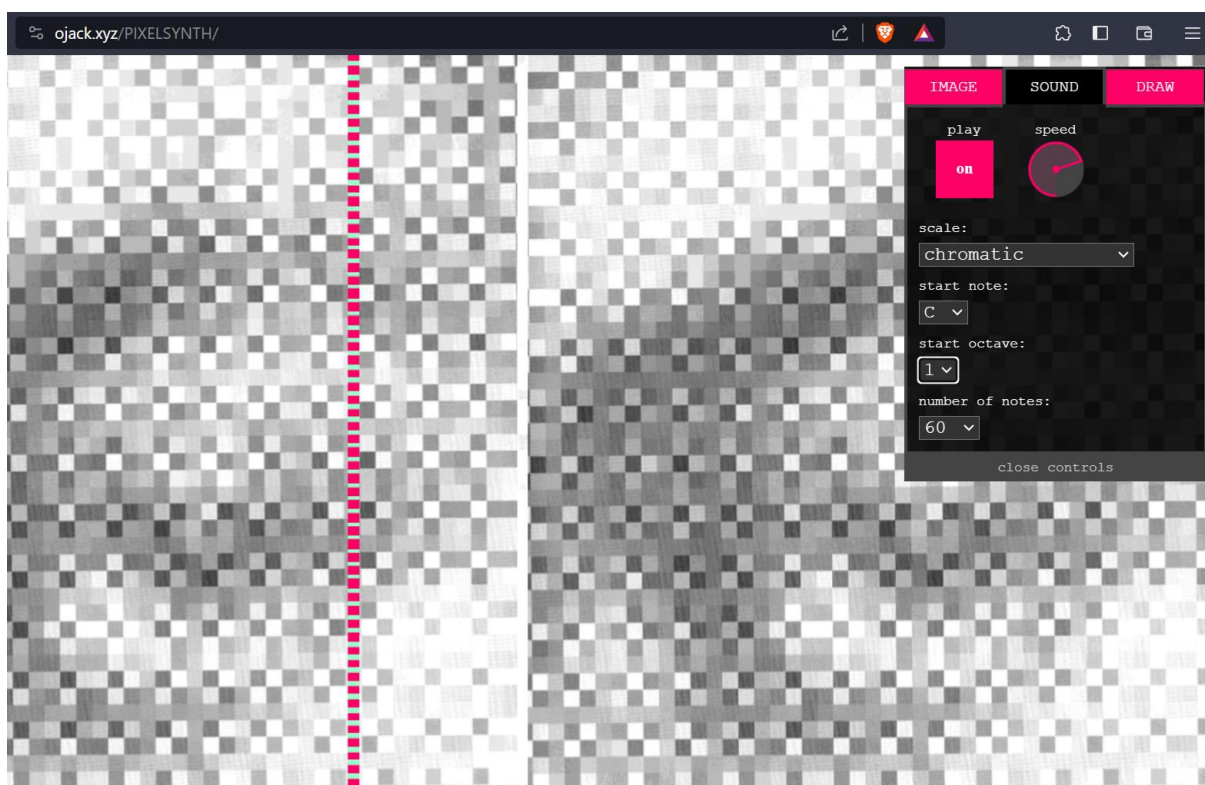 ojack.xyz/PIXELSYNTH/
IMAGE SOUND DRAW
play speed
on
scale:
chromatic
start note:
C
start octave:
1
number of notes:
60
close controls